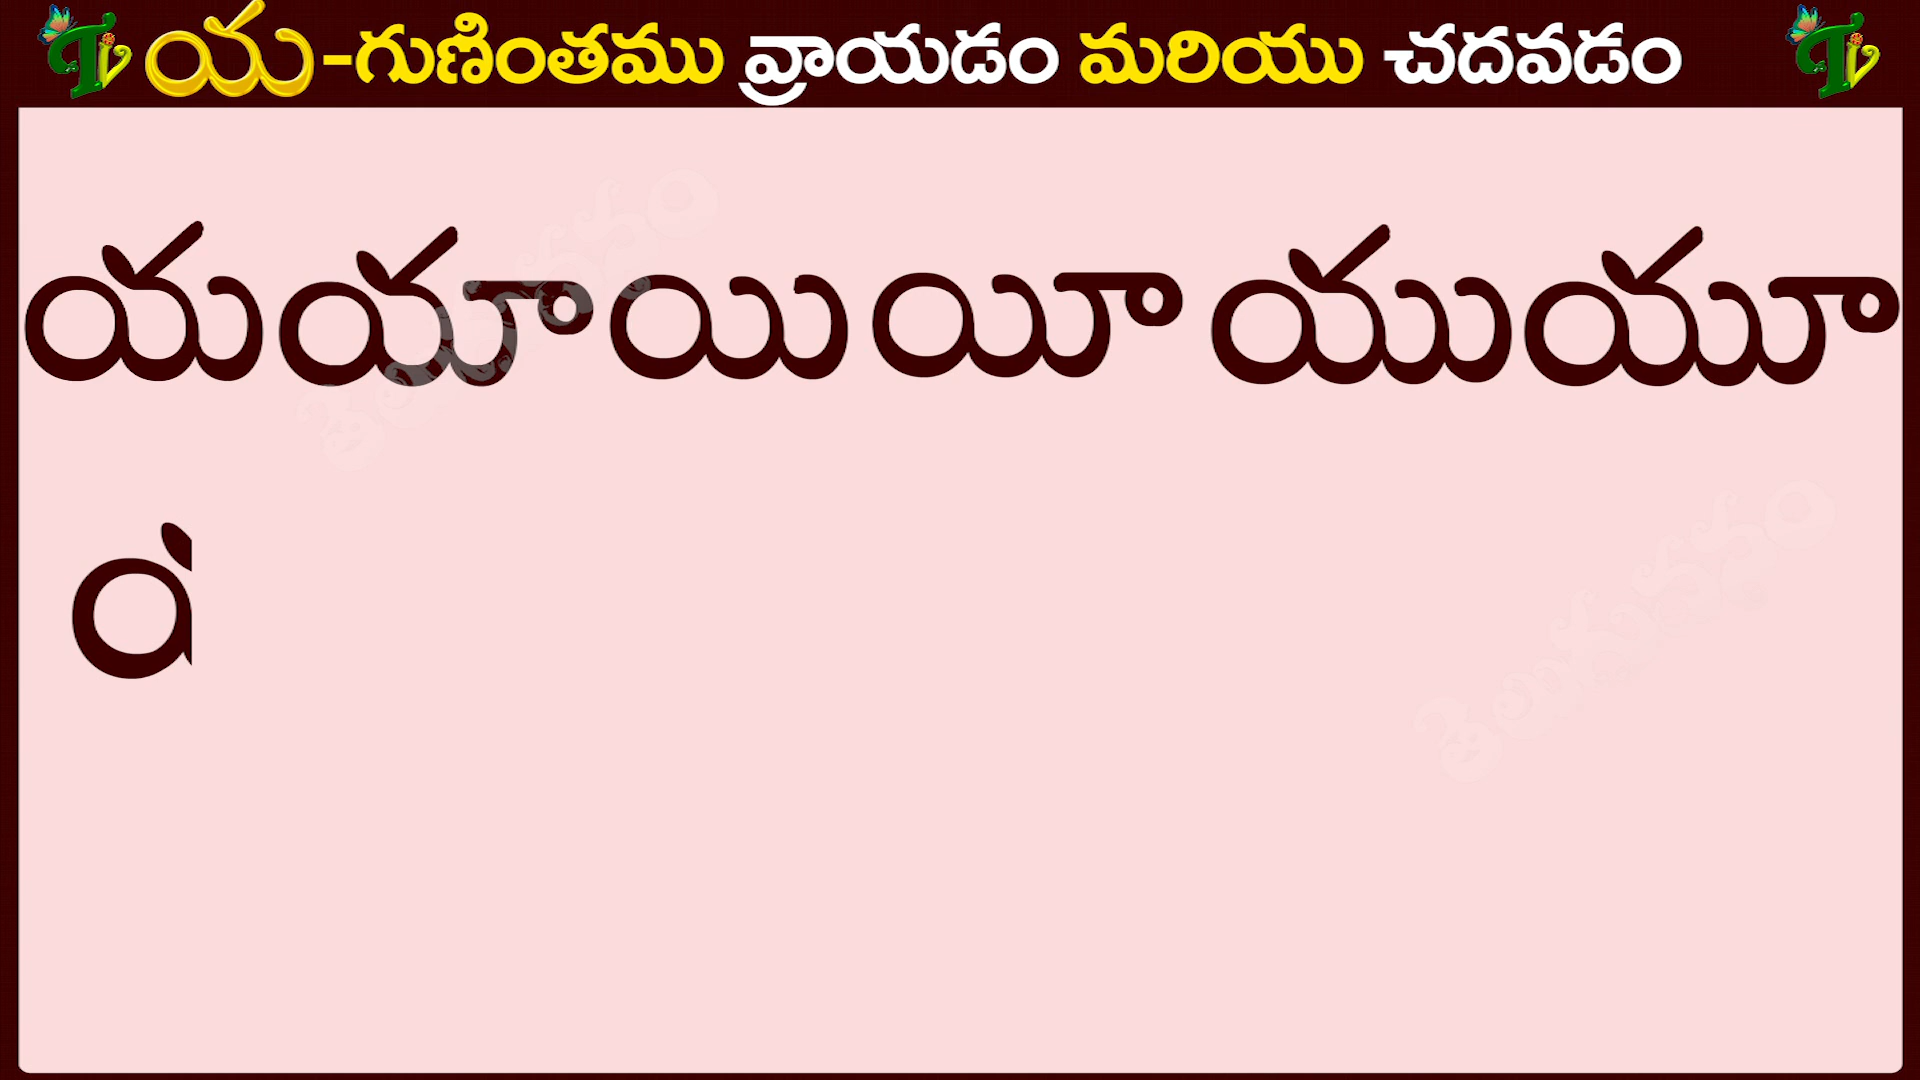 య-గుణింతము వ్రాయడం మరియు చదవడం
య యా యి యీ యు యూ